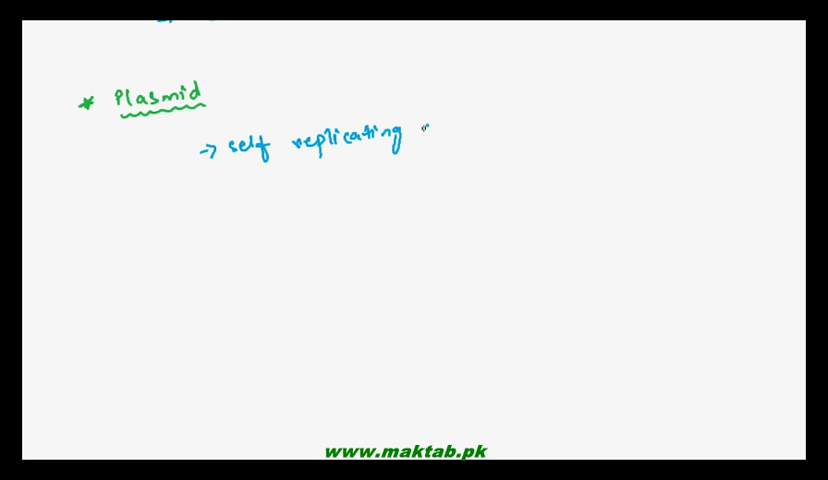 * Plasmid
→ self replicating
www.maktab.pk